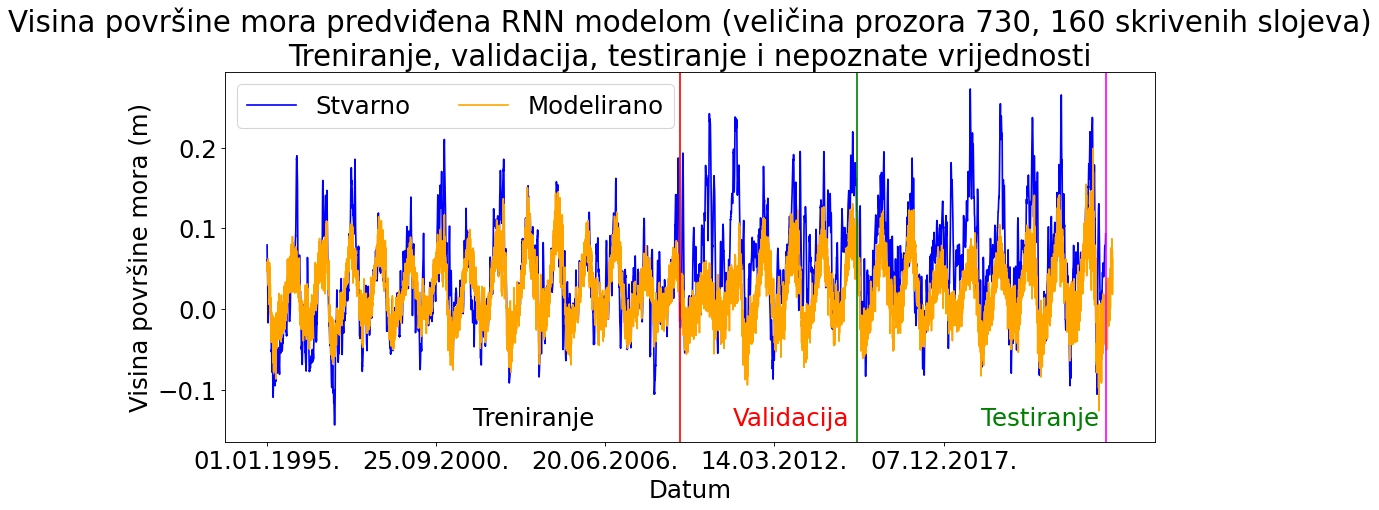 Visina površine mora predviđena RNN modelom (veličina prozora 730, 160 skrivenih slojeva)
Treniranje, validacija, testiranje i nepoznate vrijednosti
Stvarno Modelirano
Visina površine mora (m)
0.2
0.1
0.0
−0.1
Treniranje Validacija Testiranje
01.01.1995. 25.09.2000. 20.06.2006. 14.03.2012. 07.12.2017.
Datum